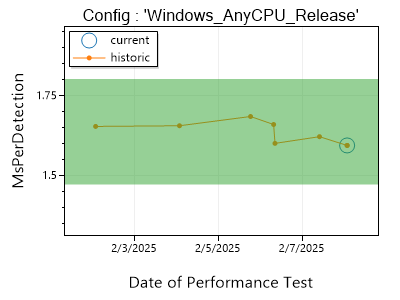 Config : 'Windows_AnyCPU_Release'
current
historic
MsPerDetection
1.75
1.5
2/3/2025
2/5/2025
2/7/2025
Date of Performance Test